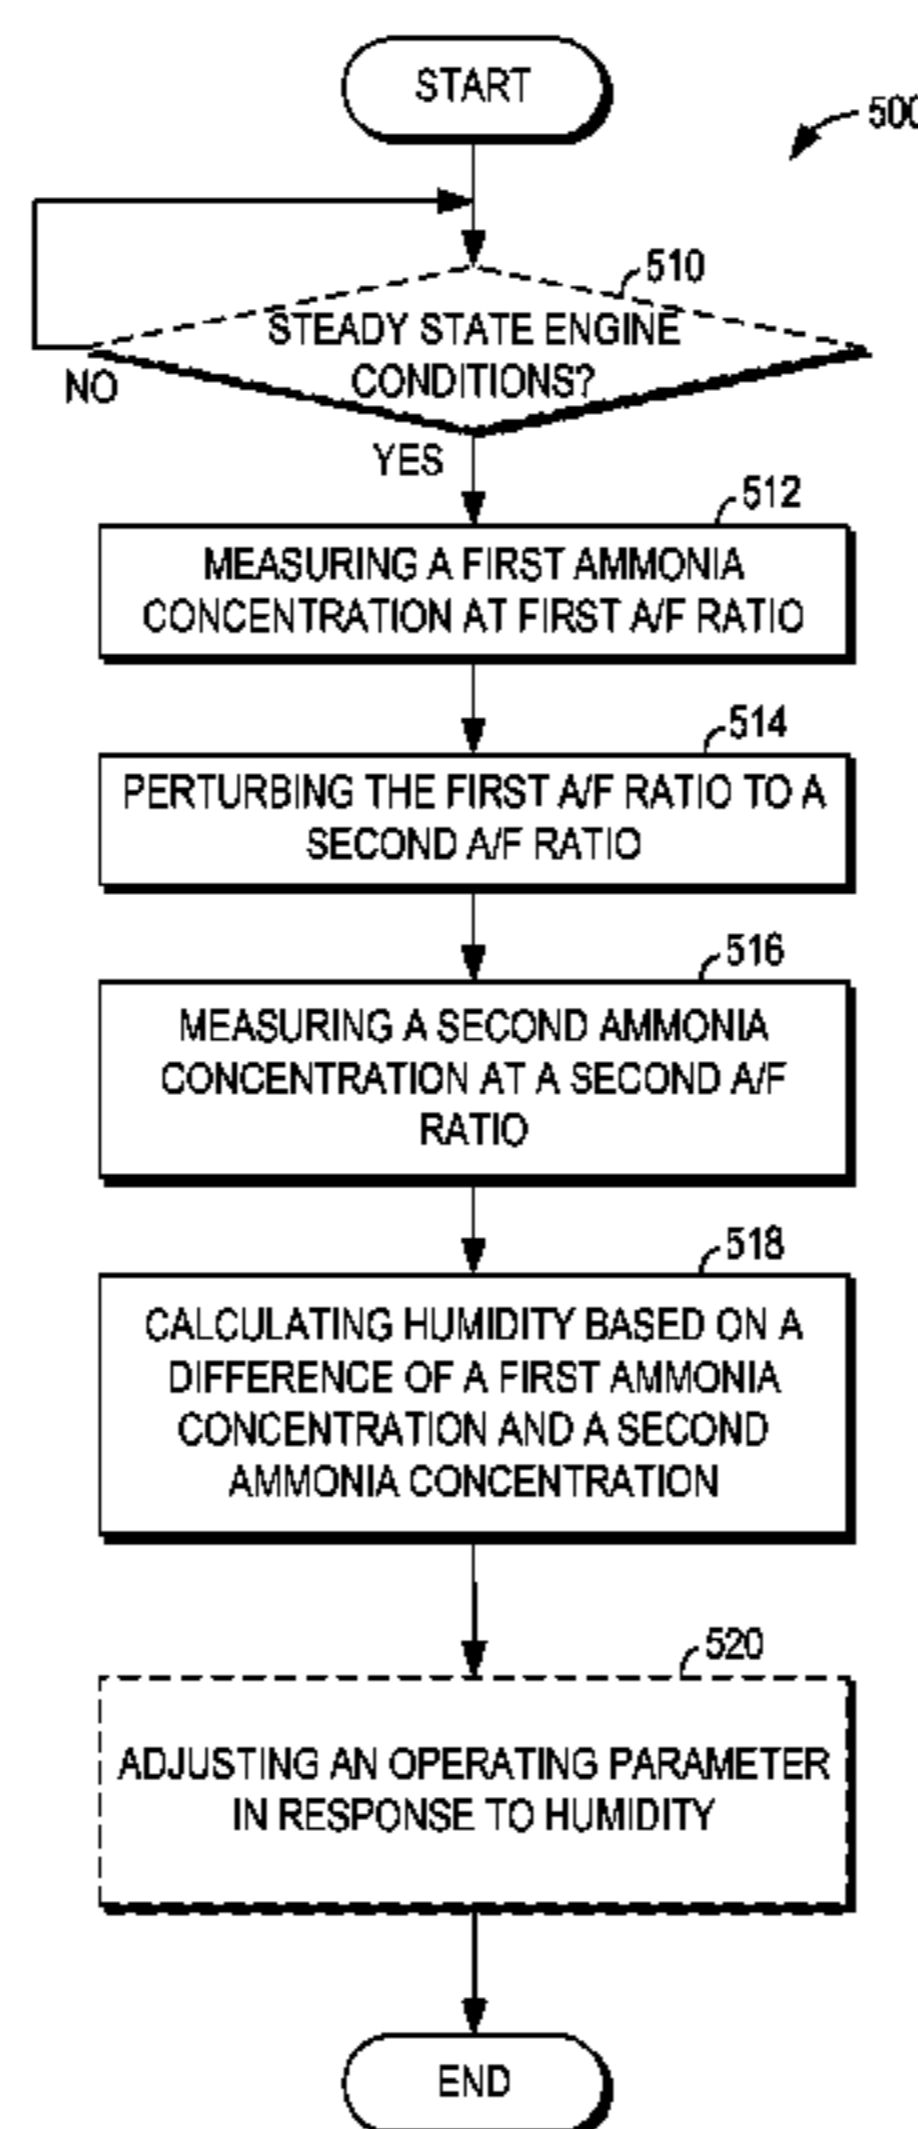 START
500
510
STEADY STATE ENGINE
CONDITIONS?
NO
YES
512
MEASURING A FIRST AMMONIA
CONCENTRATION AT FIRST A/F RATIO
514
PERTURBING THE FIRST A/F RATIO TO A
SECOND A/F RATIO
516
MEASURING A SECOND AMMONIA
CONCENTRATION AT A SECOND A/F
RATIO
518
CALCULATING HUMIDITY BASED ON A
DIFFERENCE OF A FIRST AMMONIA
CONCENTRATION AND A SECOND
AMMONIA CONCENTRATION
520
ADJUSTING AN OPERATING PARAMETER
IN RESPONSE TO HUMIDITY
END